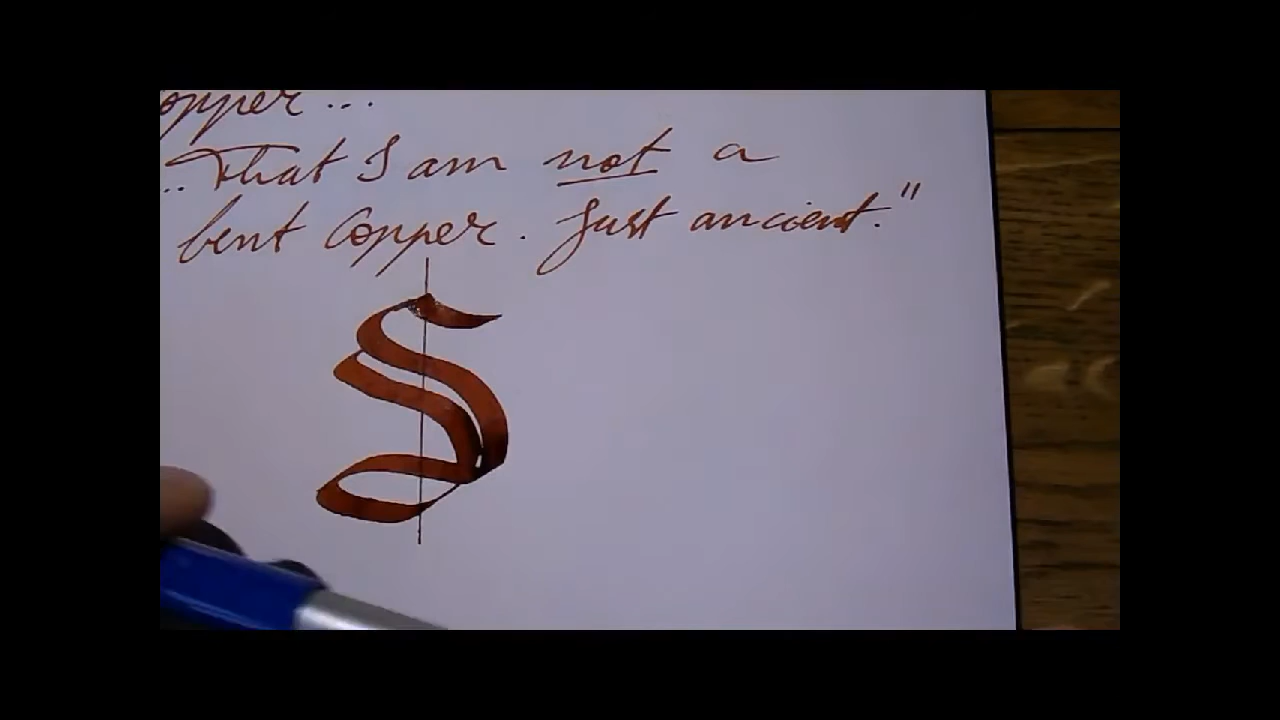 opper...
...That I am not a
bent Copper. Just ancient."
S